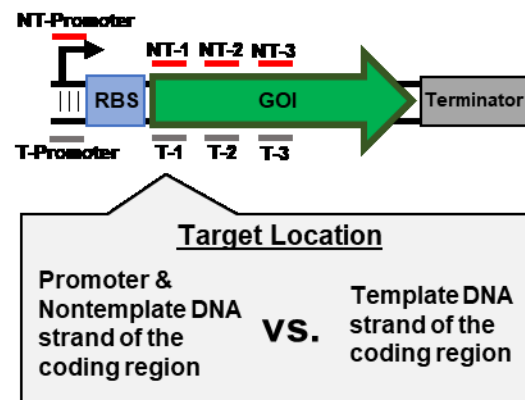 NT-Promoter
NT-1 NT-2 NT-3
RBS GOI Terminator
T-Promoter T-1 T-2 T-3
Target Location
Promoter &
Nontemplate DNA
strand of the
coding region
vs.
Template DNA
strand of the
coding region